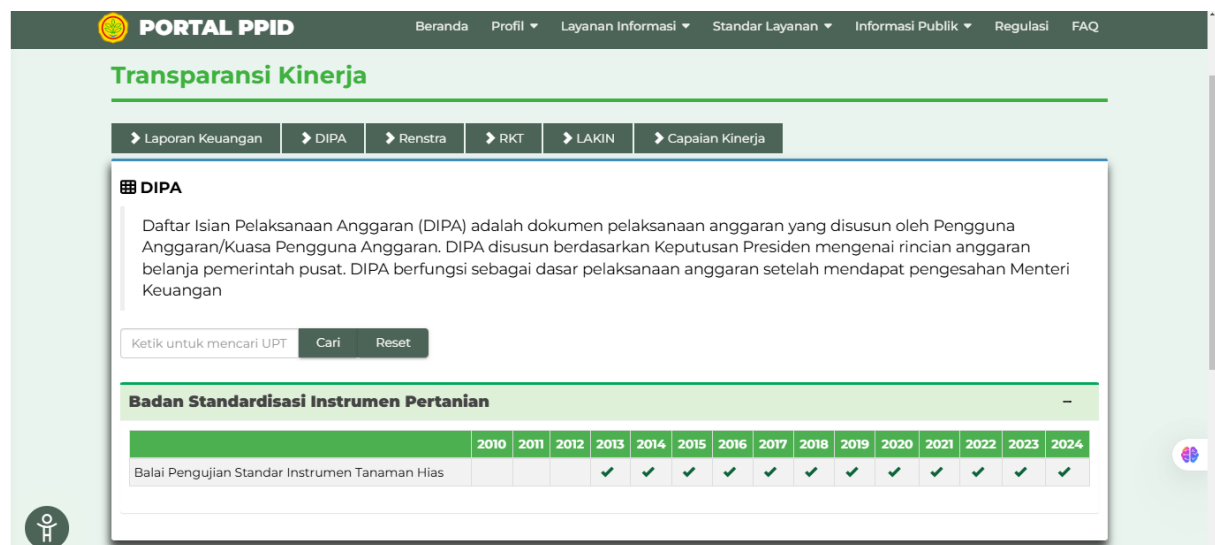 PORTAL PPID
Beranda Profil Layanan Informasi Standar Layanan Informasi Publik Regulasi FAQ
Transparansi Kinerja
Laporan Keuangan DIPA Renstra RKT LAKIN Capaian Kinerja
DIPA
Daftar Isian Pelaksanaan Anggaran (DIPA) adalah dokumen pelaksanaan anggaran yang disusun oleh Pengguna
Anggaran/Kuasa Pengguna Anggaran. DIPA disusun berdasarkan Keputusan Presiden mengenai rincian anggaran
belanja pemerintah pusat. DIPA berfungsi sebagai dasar pelaksanaan anggaran setelah mendapat pengesahan Menteri
Keuangan
Ketik untuk mencari UPT Cari Reset
Badan Standardisasi Instrumen Pertanian –
2010 2011 2012 2013 2014 2015 2016 2017 2018 2019 2020 2021 2022 2023 2024
Balai Pengujian Standar Instrumen Tanaman Hias ✔ ✔ ✔ ✔ ✔ ✔ ✔ ✔ ✔ ✔ ✔ ✔